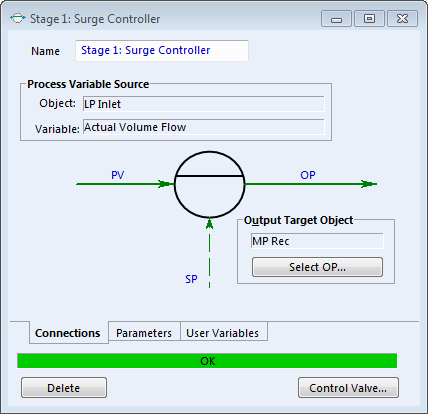 Stage 1: Surge Controller
Name Stage 1: Surge Controller
Process Variable Source
Object: LP Inlet
Variable: Actual Volume Flow
PV OP
Output Target Object
MP Rec
Select OP...
SP
Connections Parameters User Variables
OK
Delete Control Valve...